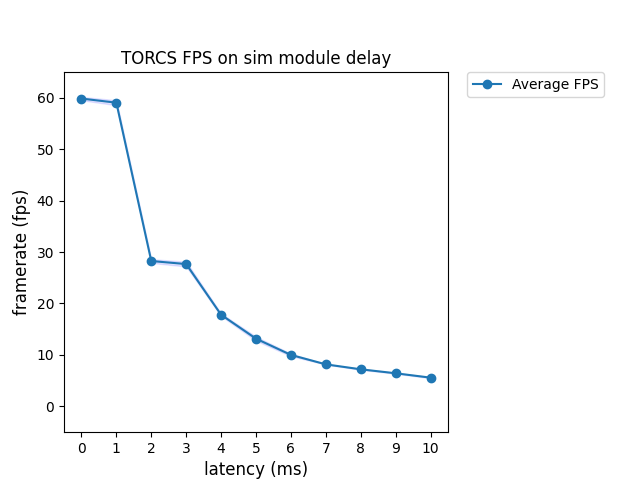 TORCS FPS on sim module delay
Average FPS
framerate (fps)
60
50
40
30
20
10
0
0 1 2 3 4 5 6 7 8 9 10
latency (ms)